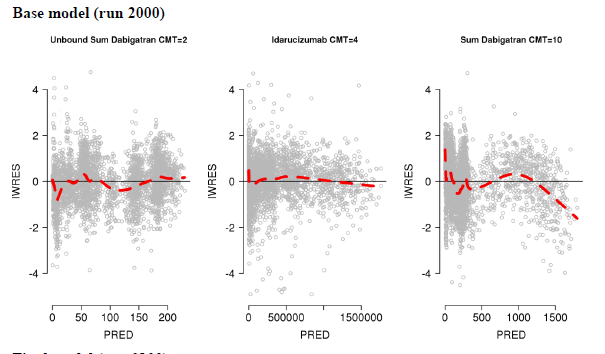 Base model (run 2000)
Unbound Sum Dabigatran CMT=2
Idarucizumab CMT=4
Sum Dabigatran CMT=10
4
2
0
-2
-4
IWRES
0 50 100 150 200
PRED
4
2
0
-2
-4
IWRES
0 500000 1500000
PRED
4
2
0
-2
-4
IWRES
0 500 1000 1500
PRED